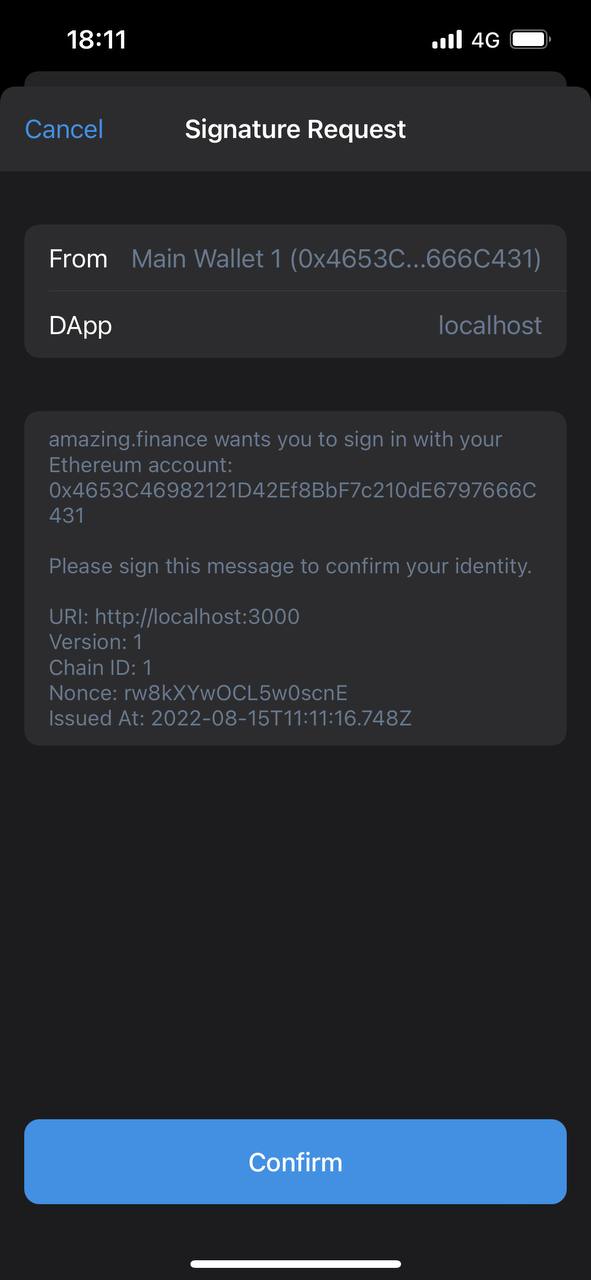 18:11
4G
Cancel
Signature Request
From Main Wallet 1 (0x4653C...666C431)
DApp localhost
amazing.finance wants you to sign in with your
Ethereum account:
0x4653C46982121D42Ef8BbF7c210dE6797666C
431
Please sign this message to confirm your identity.
URI: http://localhost:3000
Version: 1
Chain ID: 1
Nonce: rw8kXYwOCL5w0scnE
Issued At: 2022-08-15T11:11:16.748Z
Confirm